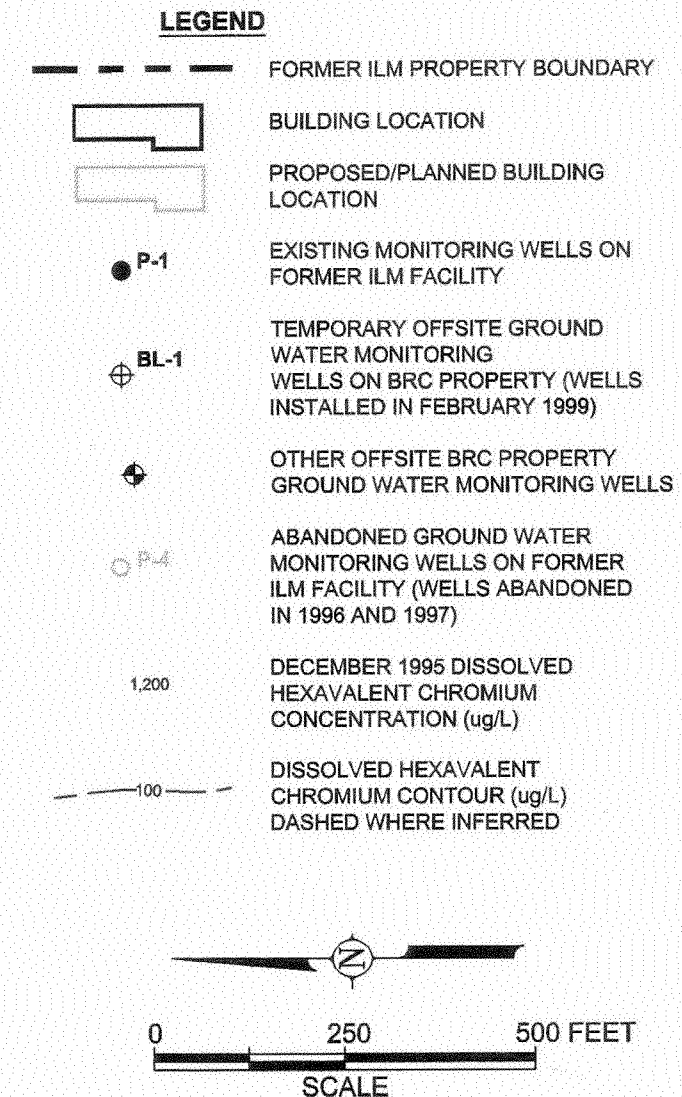 LEGEND
FORMER ILM PROPERTY BOUNDARY
BUILDING LOCATION
PROPOSED/PLANNED BUILDING
LOCATION
P-1
EXISTING MONITORING WELLS ON
FORMER ILM FACILITY
BL-1
TEMPORARY OFFSITE GROUND
WATER MONITORING
WELLS ON BRC PROPERTY (WELLS
INSTALLED IN FEBRUARY 1999)
OTHER OFFSITE BRC PROPERTY
GROUND WATER MONITORING WELLS
P-4
ABANDONED GROUND WATER
MONITORING WELLS ON FORMER
ILM FACILITY (WELLS ABANDONED
IN 1996 AND 1997)
1,200
DECEMBER 1995 DISSOLVED
HEXAVALENT CHROMIUM
CONCENTRATION (ug/L)
100
DISSOLVED HEXAVALENT
CHROMIUM CONTOUR (ug/L)
DASHED WHERE INFERRED
N
0 250 500 FEET
SCALE